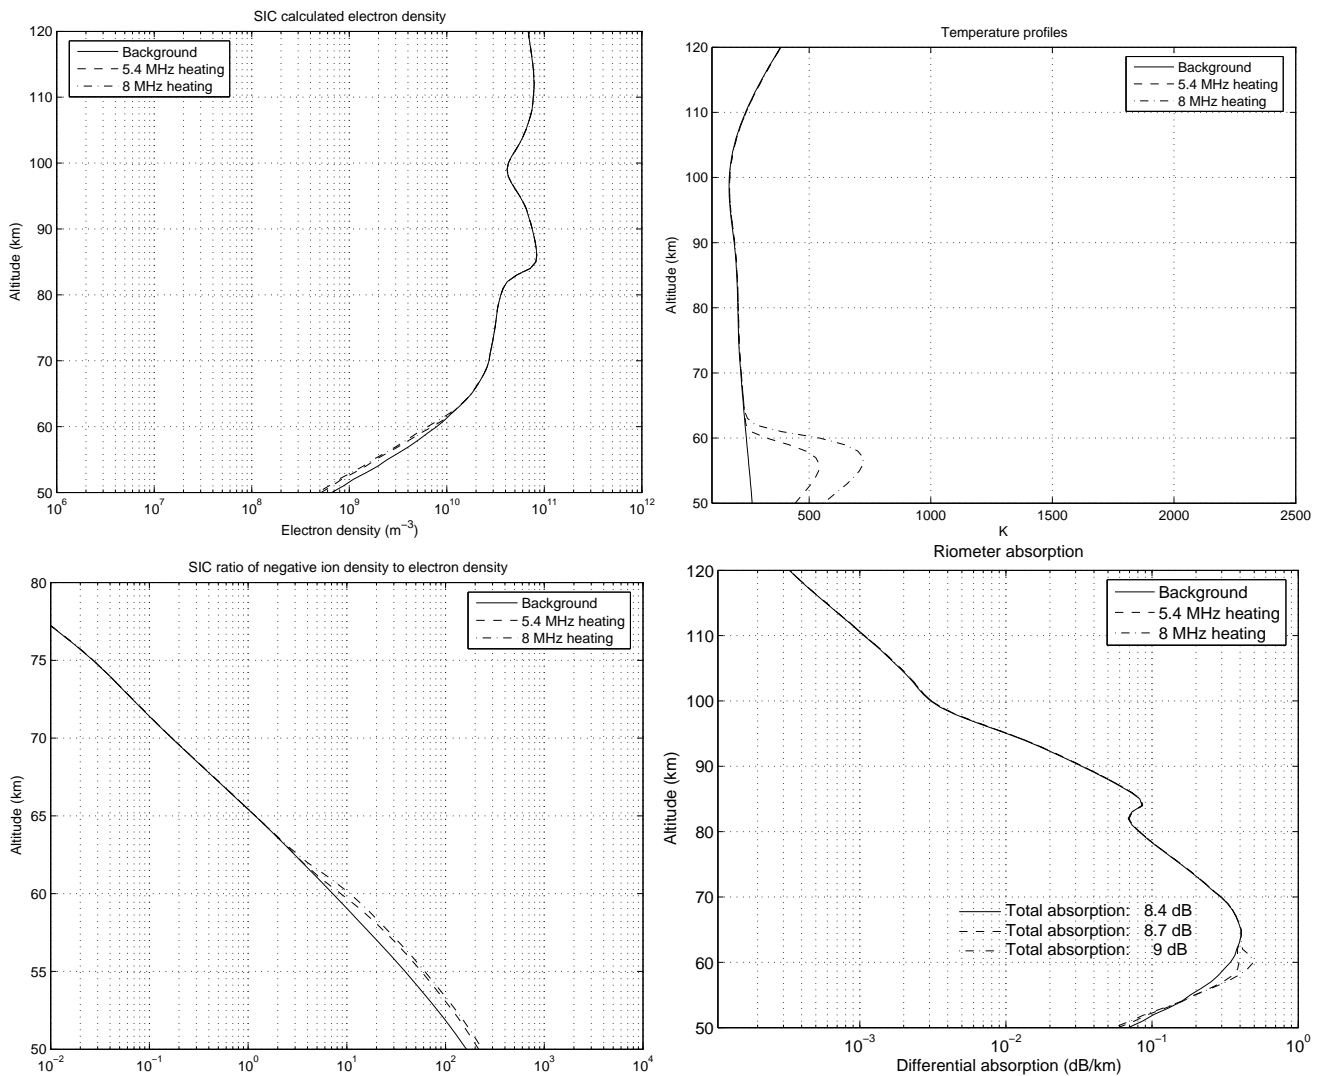 SIC calculated electron density
120
110
100
90
80
70
60
50
Altitude (km)
Background
5.4 MHz heating
8 MHz heating
10^6 10^7 10^8 10^9 10^10 10^11 10^12
Electron density (m^−3)
Temperature profiles
120
110
100
90
80
70
60
50
Altitude (km)
Background
5.4 MHz heating
8 MHz heating
500 1000 1500 2000 2500
K
SIC ratio of negative ion density to electron density
80
75
70
65
60
55
50
Altitude (km)
Background
5.4 MHz heating
8 MHz heating
10^−2 10^−1 10^0 10^1 10^2 10^3 10^4
Riometer absorption
120
110
100
90
80
70
60
50
Altitude (km)
Background
5.4 MHz heating
8 MHz heating
Total absorption: 8.4 dB
Total absorption: 8.7 dB
Total absorption: 9 dB
10^−3 10^−2 10^−1 10^0
Differential absorption (dB/km)